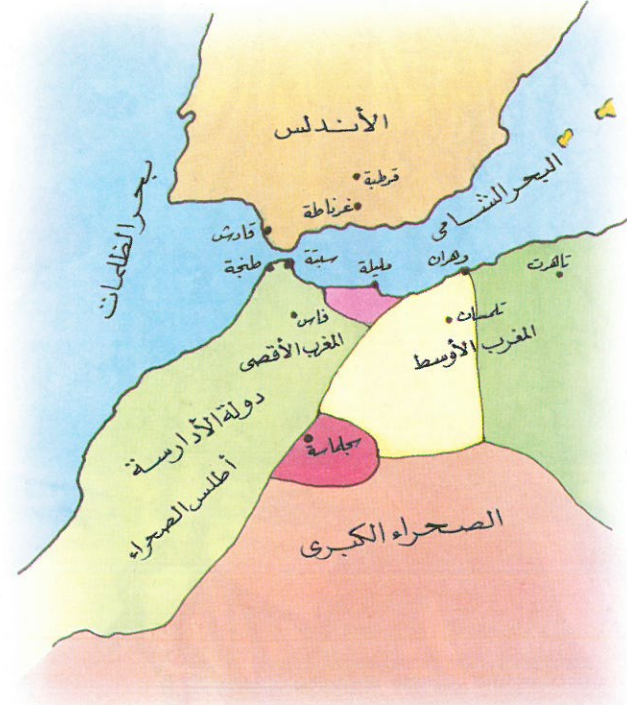 الأندلس
قرطبة
غرناطة
قادش
البحر الشامى
بحر الظلمات
طنجة
سبتة
مليلة
وهران
تاهرت
فاس
تلمسان
المغرب الأقصى
المغرب الأوسط
دولة الأدارسة
سجلماسة
أطلس الصحراء
الصحراء الكبرى